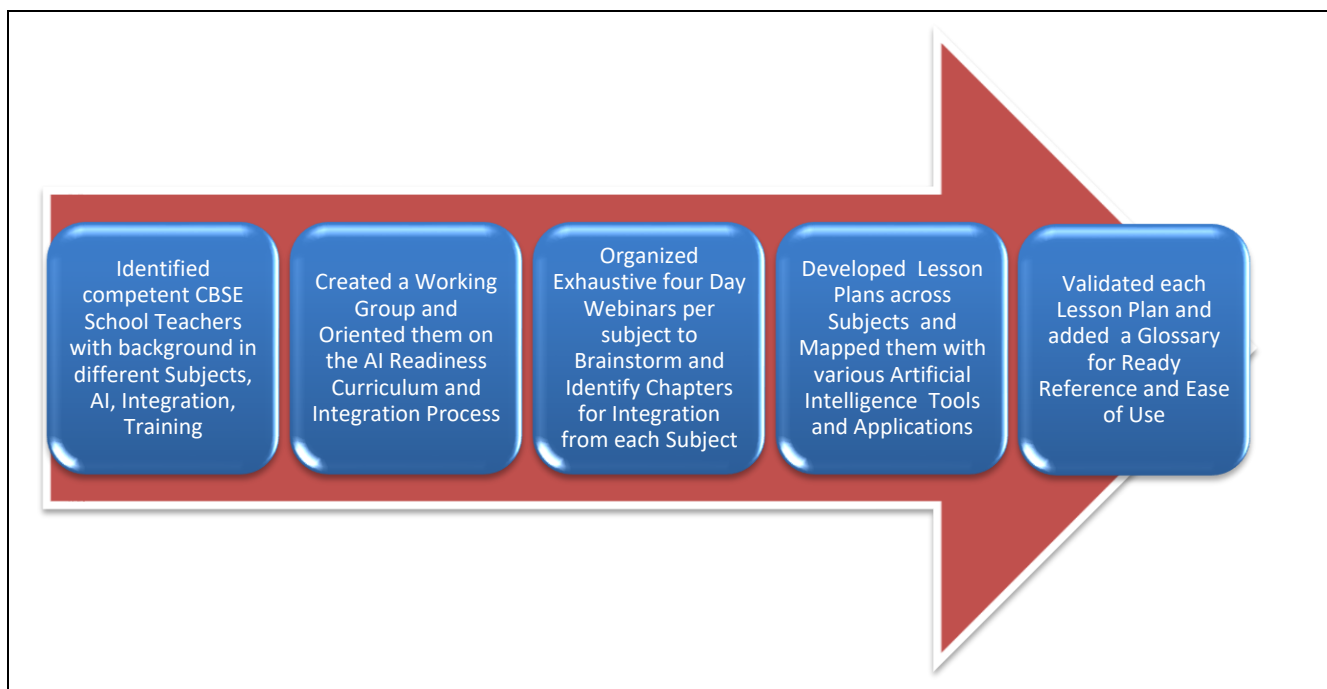 Identified
competent CBSE
School Teachers
with background in
different Subjects,
AI, Integration,
Training
Created a Working
Group and
Oriented them on
the AI Readiness
Curriculum and
Integration Process
Organized
Exhaustive four Day
Webinars per
subject to
Brainstorm and
Identify Chapters
for Integration
from each Subject
Developed Lesson
Plans across
Subjects and
Mapped them with
various Artificial
Intelligence Tools
and Applications
Validated each
Lesson Plan and
added a Glossary
for Ready
Reference and Ease
of Use